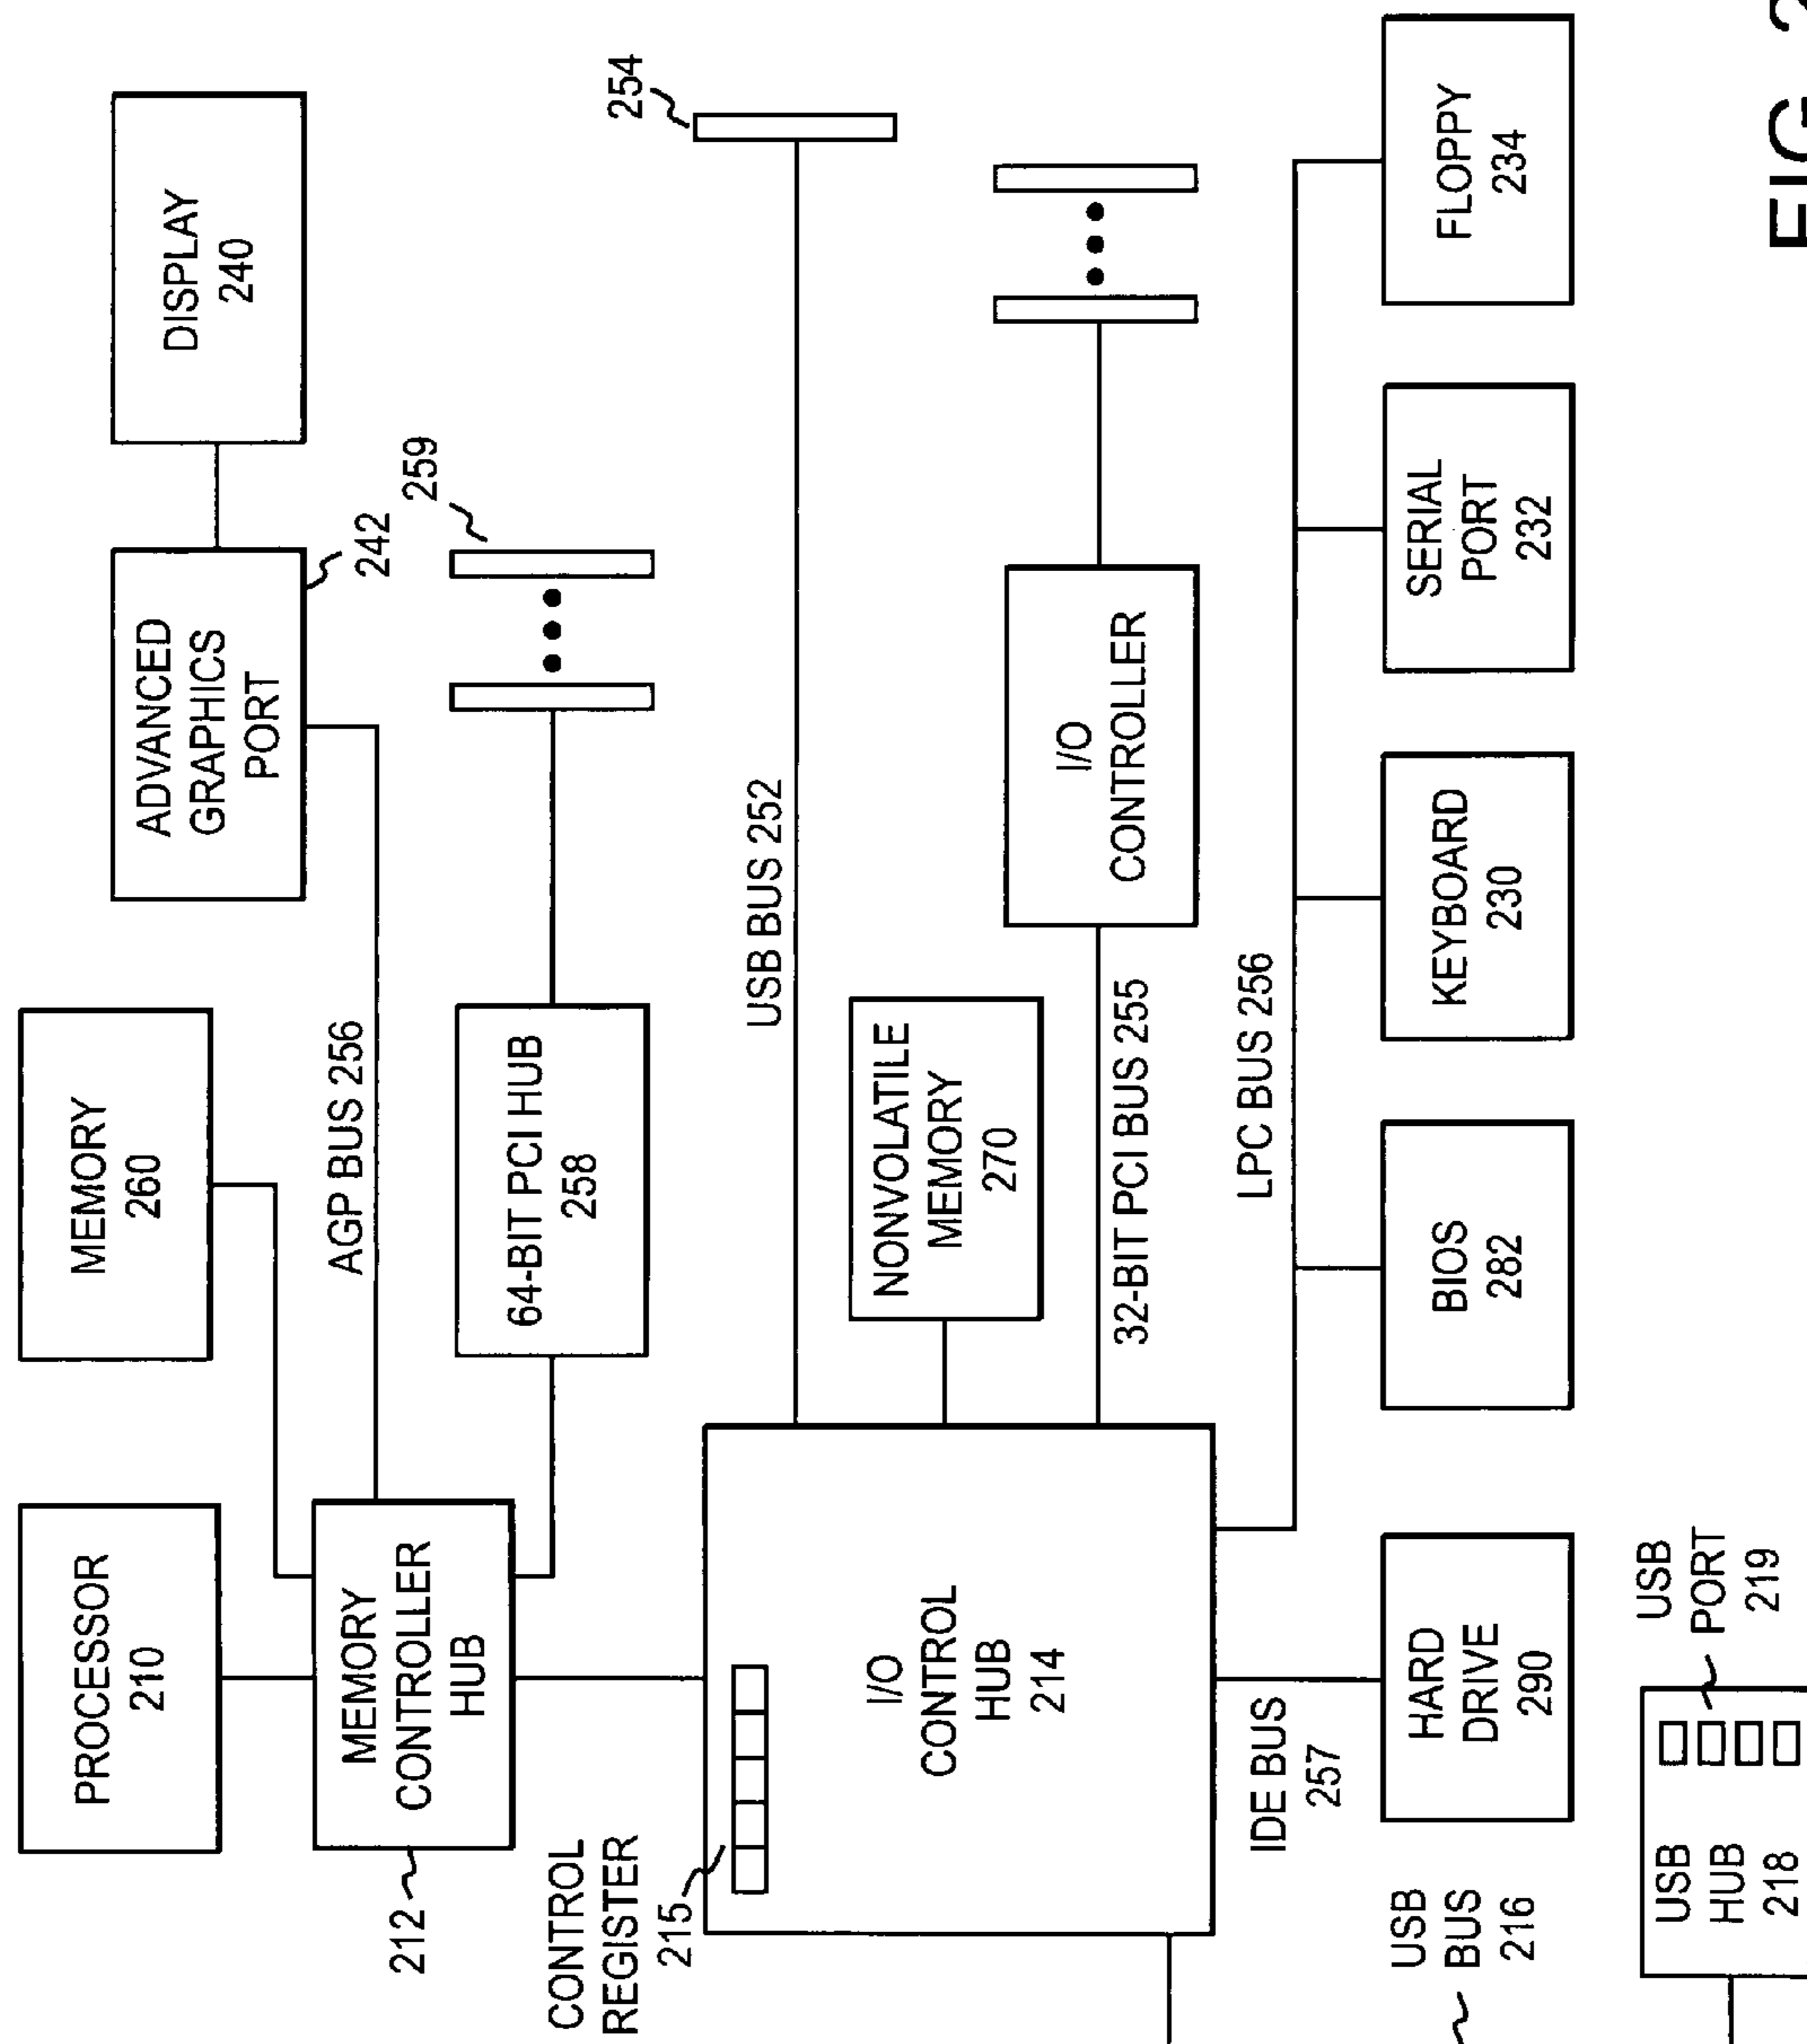 PROCESSOR
210
MEMORY
260
ADVANCED
GRAPHICS
PORT
242
DISPLAY
240
MEMORY
CONTROLLER
HUB
212
AGP BUS 256
64-BIT PCI HUB
258
259
CONTROL
REGISTER
215
I/O
CONTROL
HUB
214
USB BUS 252
254
NONVOLATILE
MEMORY
270
32-BIT PCI BUS 255
I/O
CONTROLLER
LPC BUS 256
IDE BUS
257
HARD
DRIVE
290
BIOS
282
KEYBOARD
230
SERIAL
PORT
232
FLOPPY
234
USB
BUS
216
USB
HUB
218
USB
PORT
219
FIG